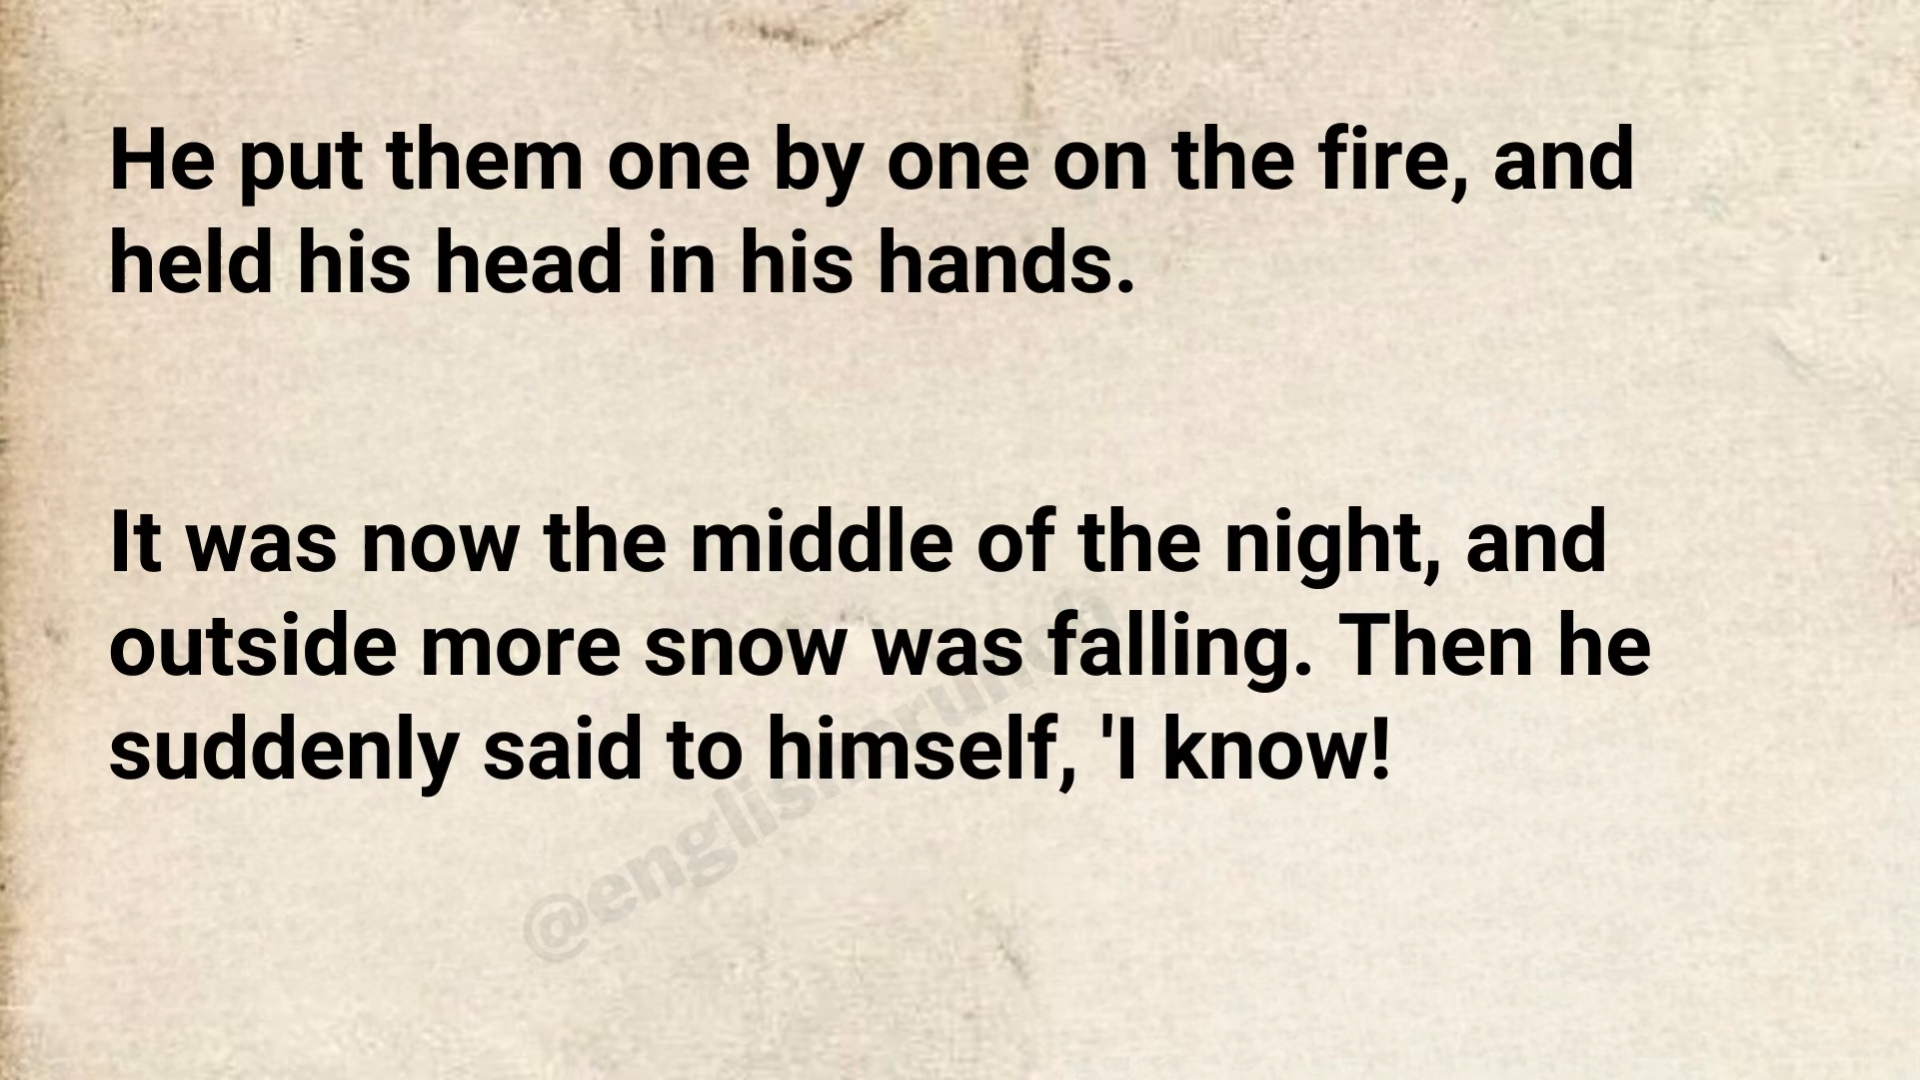 He put them one by one on the fire, and
held his head in his hands.
It was now the middle of the night, and
outside more snow was falling. Then he
suddenly said to himself, 'I know!